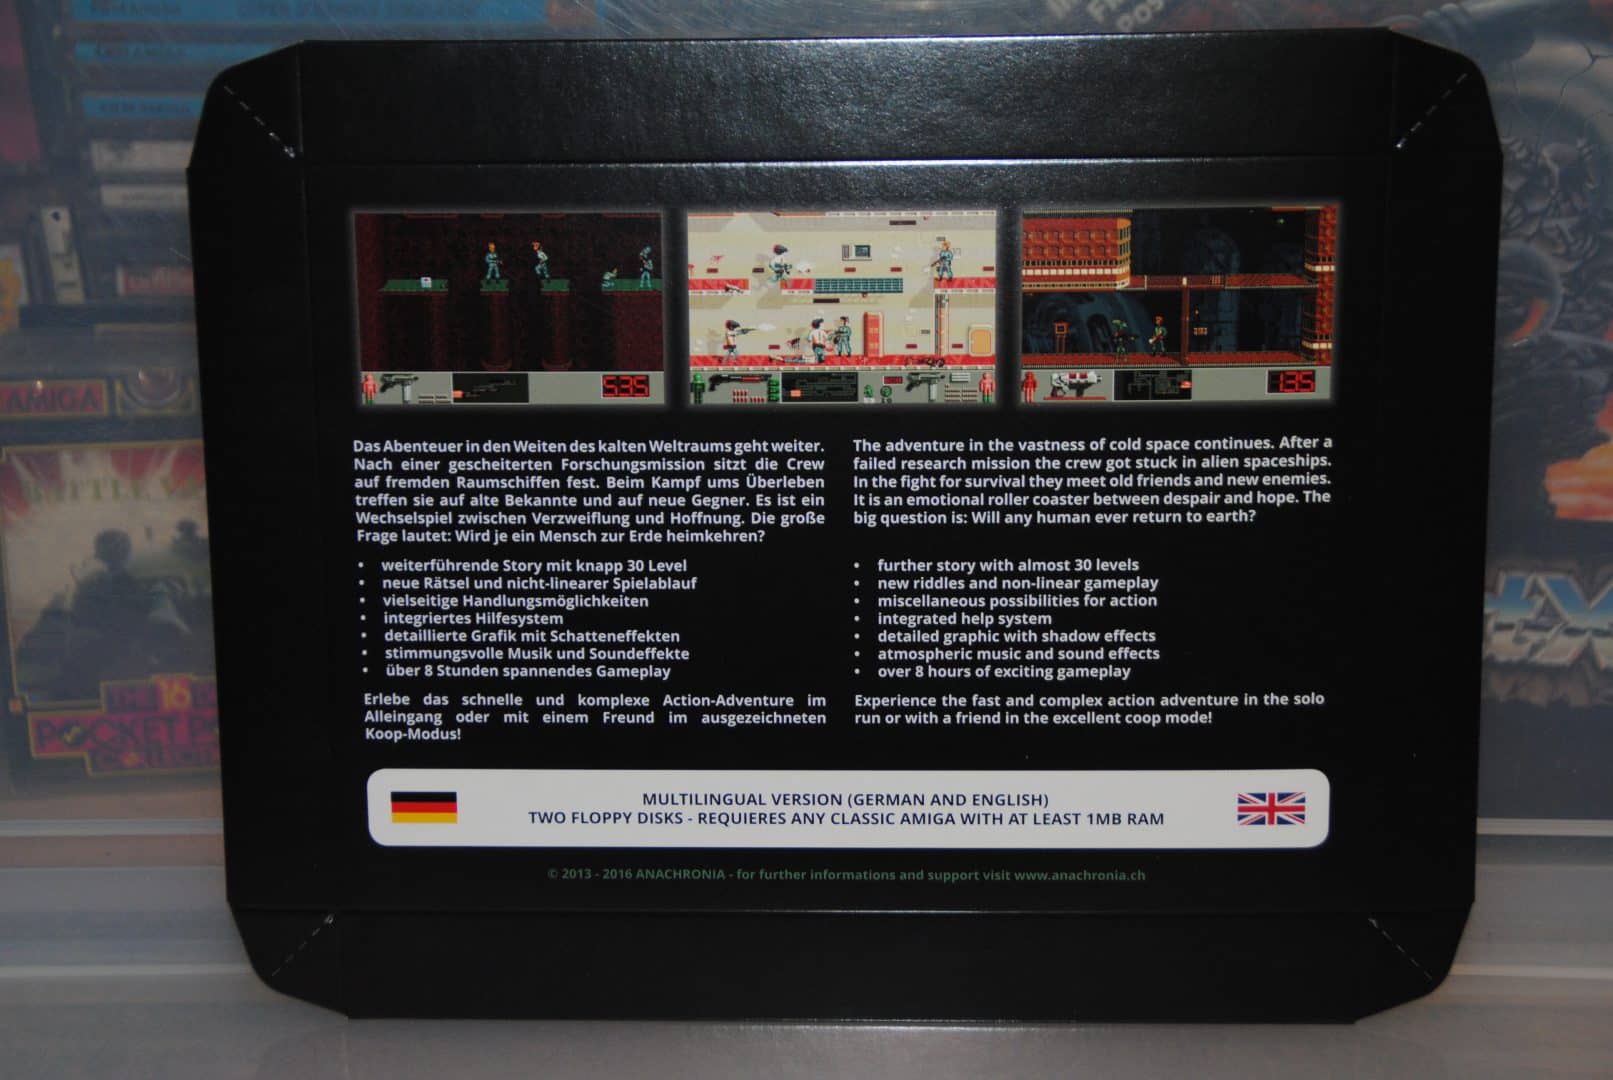 AMIGA
535
135
Das Abenteuer in den Weiten des kalten Weltraums geht weiter.
Nach einer gescheiterten Forschungsmission sitzt die Crew
auf fremden Raumschiffen fest. Beim Kampf ums Überleben
treffen sie auf alte Bekannte und auf neue Gegner. Es ist ein
Wechselspiel zwischen Verzweiflung und Hoffnung. Die große
Frage lautet: Wird je ein Mensch zur Erde heimkehren?
• weiterführende Story mit knapp 30 Level
• neue Rätsel und nicht-linearer Spielablauf
• vielseitige Handlungsmöglichkeiten
• integriertes Hilfesystem
• detaillierte Grafik mit Schatteneffekten
• stimmungsvolle Musik und Soundeffekte
• über 8 Stunden spannendes Gameplay
Erlebe das schnelle und komplexe Action-Adventure im
Alleingang oder mit einem Freund im ausgezeichneten
Koop-Modus!
The adventure in the vastness of cold space continues. After a
failed research mission the crew got stuck in alien spaceships.
In the fight for survival they meet old friends and new enemies.
It is an emotional roller coaster between despair and hope. The
big question is: Will any human ever return to earth?
• further story with almost 30 levels
• new riddles and non-linear gameplay
• miscellaneous possibilities for action
• integrated help system
• detailed graphic with shadow effects
• atmospheric music and sound effects
• over 8 hours of exciting gameplay
Experience the fast and complex action adventure in the solo
run or with a friend in the excellent coop mode!
MULTILINGUAL VERSION (GERMAN AND ENGLISH)
TWO FLOPPY DISKS - REQUIERES ANY CLASSIC AMIGA WITH AT LEAST 1MB RAM
© 2013 - 2016 ANACHRONIA - for further informations and support visit www.anachronia.ch